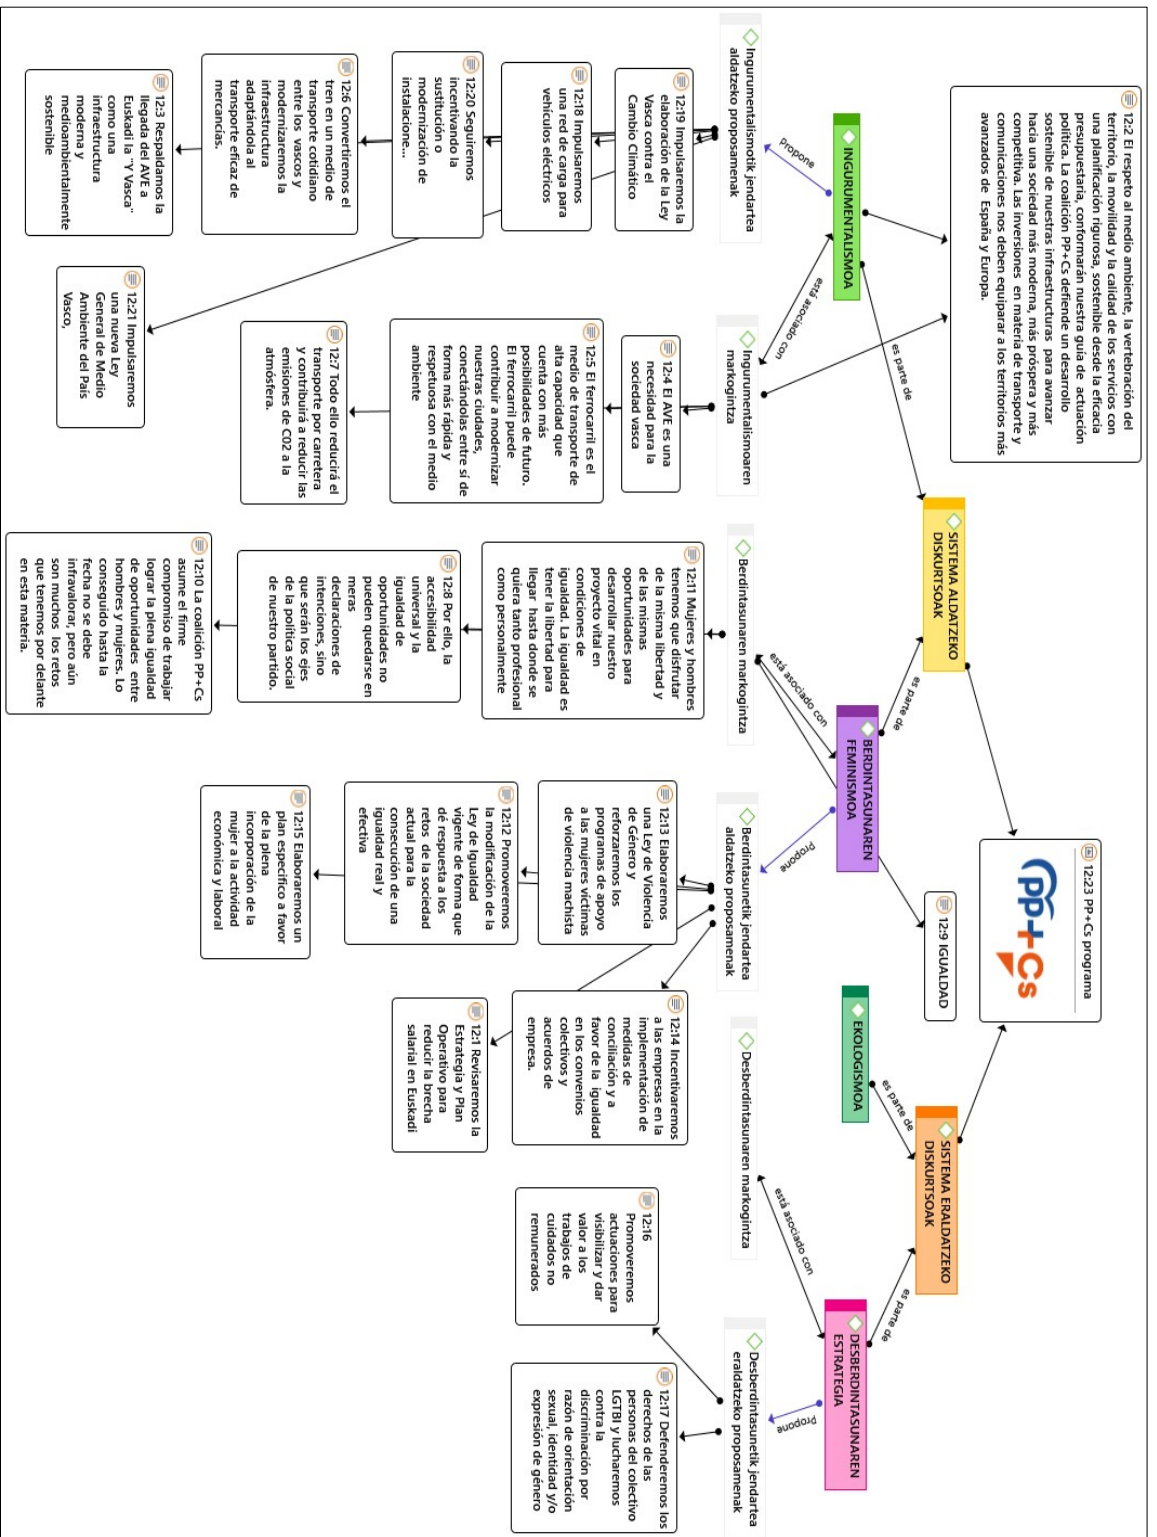 12:23 PP+Cs programa
pp+Cs
SISTEMA ALDATZEKO
DISKURTSOAK
SISTEMA ERALDATZEKO
DISKURTSOAK
12:2 El respeto al medio ambiente, la vertebración del
territorio, la movilidad y la calidad de los servicios con
una planificación rigurosa, sostenible desde la eficacia
presupuestaria, conformarán nuestra guía de actuación
política. La coalición PP+Cs defiende un desarrollo
sostenible de nuestras infraestructuras para avanzar
hacia una sociedad más moderna, más próspera y más
competitiva. Las inversiones en materia de transporte y
comunicaciones nos deben equiparar a los territorios más
avanzados de España y Europa.
es parte de
es parte de
es parte de
es parte de
12:9 IGUALDAD
INGURUMENTALISMOA
BERDINTASUNAREN
FEMINISMOA
EKOLOGISMOA
DESBERDINTASUNAREN
ESTRATEGIA
Propone
está asociado con
está asociado con
Propone
está asociado con
Propone
Ingurumentalismotik jendartea
aldatzeko proposamenak
Ingurumentalismoaren
markogintza
Berdintasunaren markogintza
Berdintasunetik jendartea
aldatzeko proposamenak
Desberdintasunaren markogintza
Desberdintasunetik jendartea
eraldatzeko proposamenak
12:19 Impulsaremos la
elaboración de la Ley
Vasca contra el
Cambio Climático
12:18 Impulsaremos
una red de carga para
vehículos eléctricos
12:20 Seguiremos
incentivando la
sustitución o
modernización de
instalacione...
12:6 Convertiremos el
tren en un medio de
transporte cotidiano
entre los vascos y
modernizaremos la
infraestructura
adaptándola al
transporte eficaz de
mercancías.
12:3 Respaldamos la
llegada del AVE a
Euskadi la "Y Vasca"
como una
infraestructura
moderna y
medioambientalmente
sostenible
12:21 Impulsaremos
una nueva Ley
General de Medio
Ambiente del País
Vasco,
12:4 El AVE es una
necesidad para la
sociedad vasca
12:5 El ferrocarril es el
medio de transporte de
alta capacidad que
cuenta con más
posibilidades de futuro.
El ferrocarril puede
contribuir a modernizar
nuestras ciudades,
conectándolas entre sí de
forma más rápida y
respetuosa con el medio
ambiente
12:7 Todo ello reducirá el
transporte por carretera
y contribuirá a reducir las
emisiones de C02 a la
atmósfera.
12:11 Mujeres y hombres
tenemos que disfrutar
de la misma libertad y
de las mismas
oportunidades para
desarrollar nuestro
proyecto vital en
condiciones de
igualdad. La igualdad es
tener la libertad para
llegar hasta donde se
quiera tanto profesional
como personalmente
12:8 Por ello, la
accesibilidad
universal y la
igualdad de
oportunidades no
pueden quedarse en
meras
declaraciones de
intenciones, sino
que serán los ejes
de la política social
de nuestro partido.
12:10 La coalición PP+Cs
asume el firme
compromiso de trabajar
lograr la plena igualdad
de oportunidades entre
hombres y mujeres. Lo
conseguido hasta la
fecha no se debe
infravalorar, pero aún
son muchos los retos
que tenemos por delante
en esta materia.
12:13 Elaboraremos
una Ley de Violencia
de Género y
reforzaremos los
programas de apoyo
a las mujeres víctimas
de violencia machista
12:12 Promoveremos
la modificación de la
Ley de Igualdad
vigente de forma que
dé respuesta a los
retos de la sociedad
actual para la
consecución de una
igualdad real y
efectiva
12:15 Elaboraremos un
plan específico a favor
de la plena
incorporación de la
mujer a la actividad
económica y laboral
12:14 Incentivaremos
a las empresas en la
implementación de
medidas de
conciliación y a
favor de la igualdad
en los convenios
colectivos y
acuerdos de
empresa.
12:1 Revisaremos la
Estrategia y Plan
Operativo para
reducir la brecha
salarial en Euskadi
12:16
Promoveremos
actuaciones para
visibilizar y dar
valor a los
trabajos de
cuidados no
remunerados
12:17 Defenderemos los
derechos de las
personas del colectivo
LGTBI y lucharemos
contra la
discriminación por
razón de orientación
sexual, identidad y/o
expresión de género